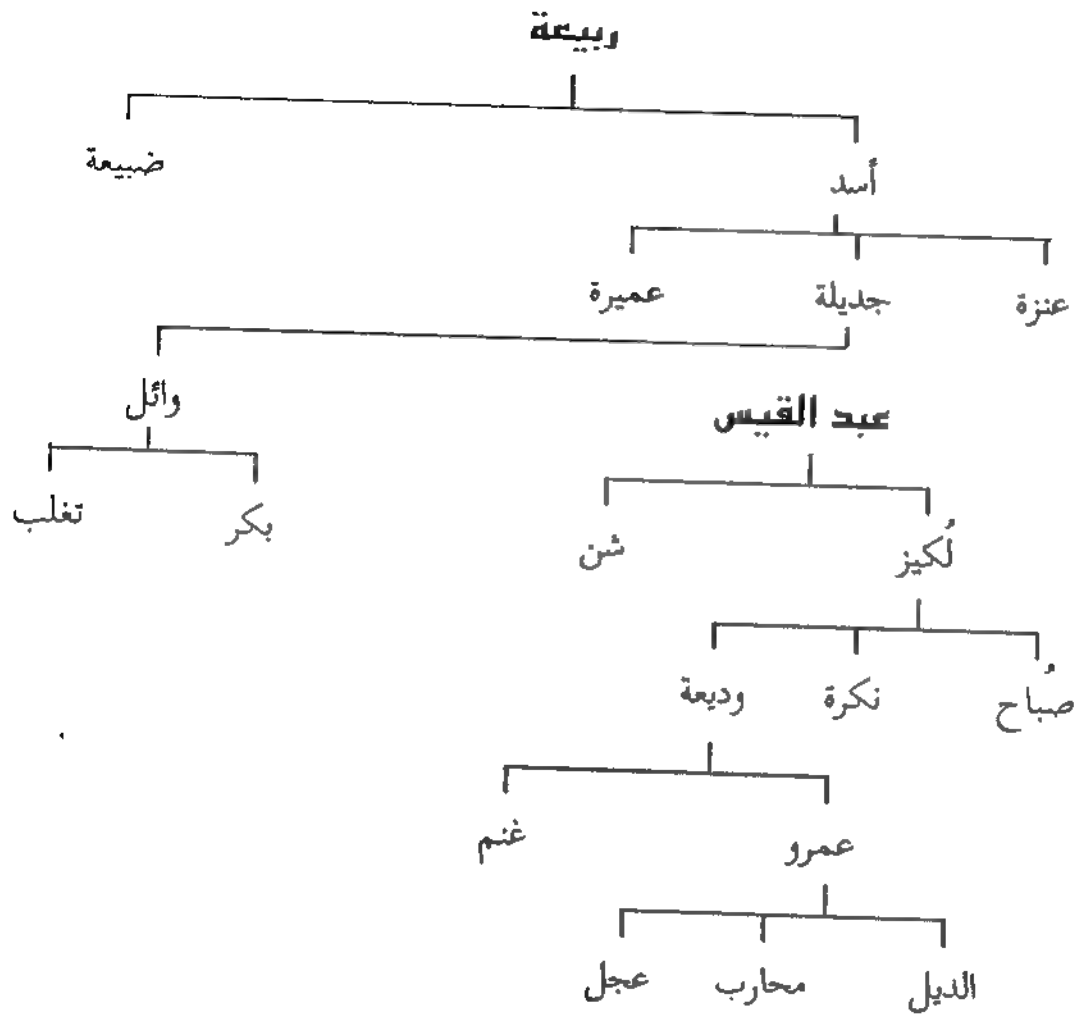 ربيعة
ضبيعة
أسد
عنزة جديلة عميرة
وائل
عبد القيس
بكر تغلب
لُكيز شن
صُباح نكرة وديعة
عمرو غنم
الديل محارب عجل